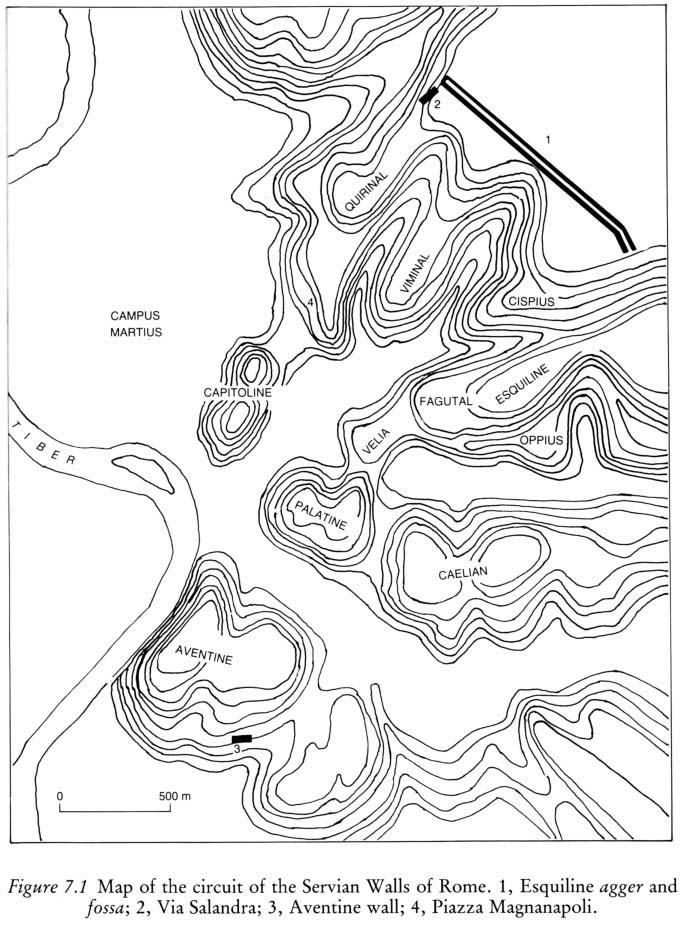 2
1
QUIRINAL
VIMINAL
4
CISPIUS
CAMPUS
MARTIUS
CAPITOLINE
FAGUTAL
ESQUILINE
TIBER
VELIA
OPPIUS
PALATINE
CAELIAN
AVENTINE
3
0 500 m
Figure 7.1 Map of the circuit of the Servian Walls of Rome. 1, Esquiline agger and
fossa; 2, Via Salandra; 3, Aventine wall; 4, Piazza Magnanapoli.